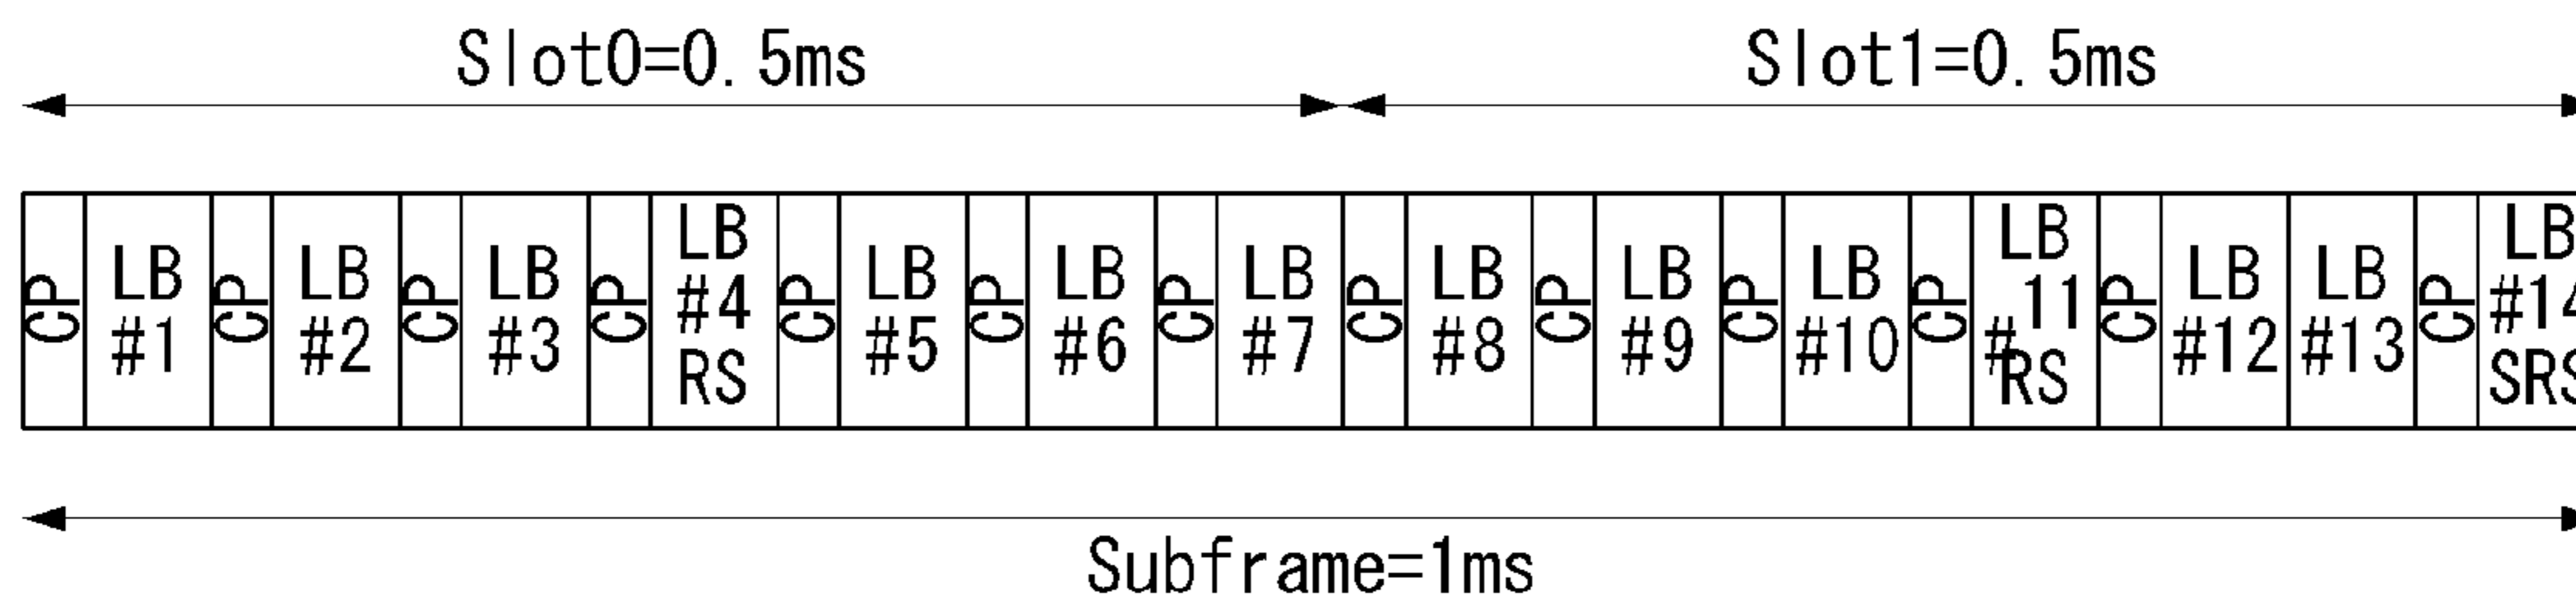 Slot0=0.5ms
Slot1=0.5ms
CP
LB
#1
CP
LB
#2
CP
LB
#3
CP
LB
#4
RS
CP
LB
#5
CP
LB
#6
CP
LB
#7
CP
LB
#8
CP
LB
#9
CP
LB
#10
CP
LB
#11
RS
CP
LB
#12
LB
#13
CP
LB
#14
SRS
Subframe=1ms